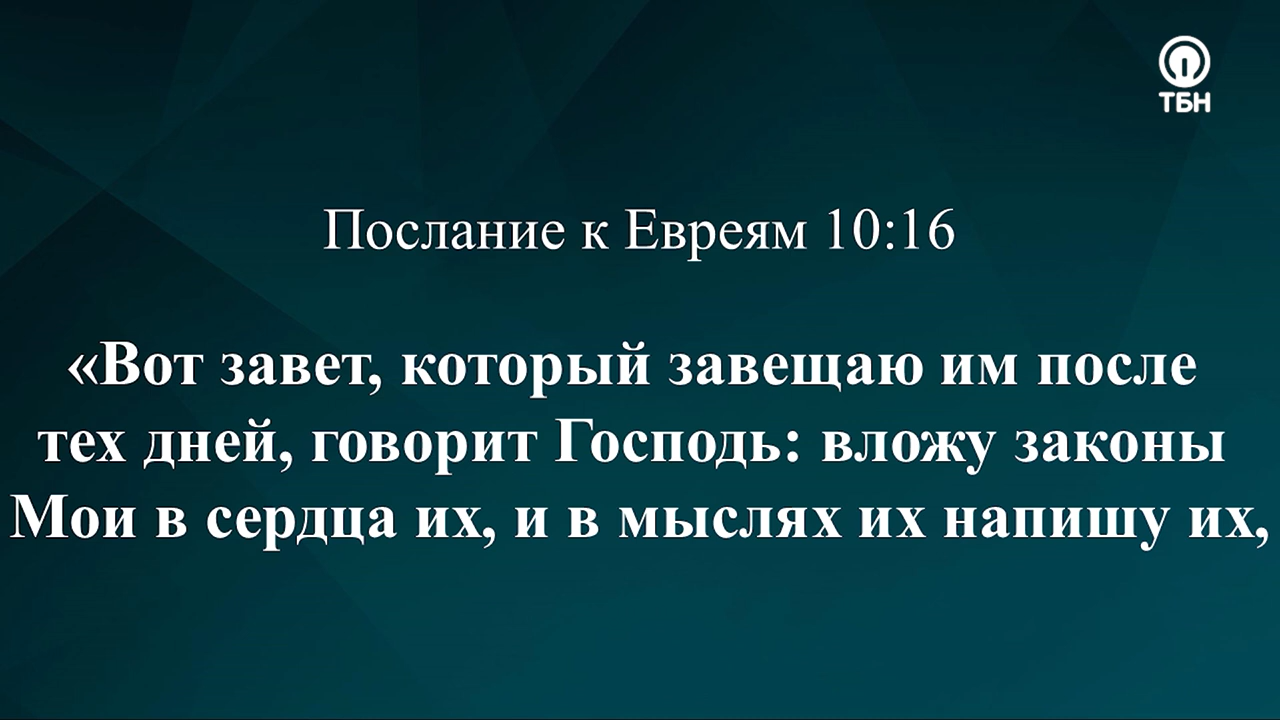 ТБН
Послание к Евреям 10:16
«Вот завет, который завещаю им после
тех дней, говорит Господь: вложу законы
Мои в сердца их, и в мыслях их напишу их,